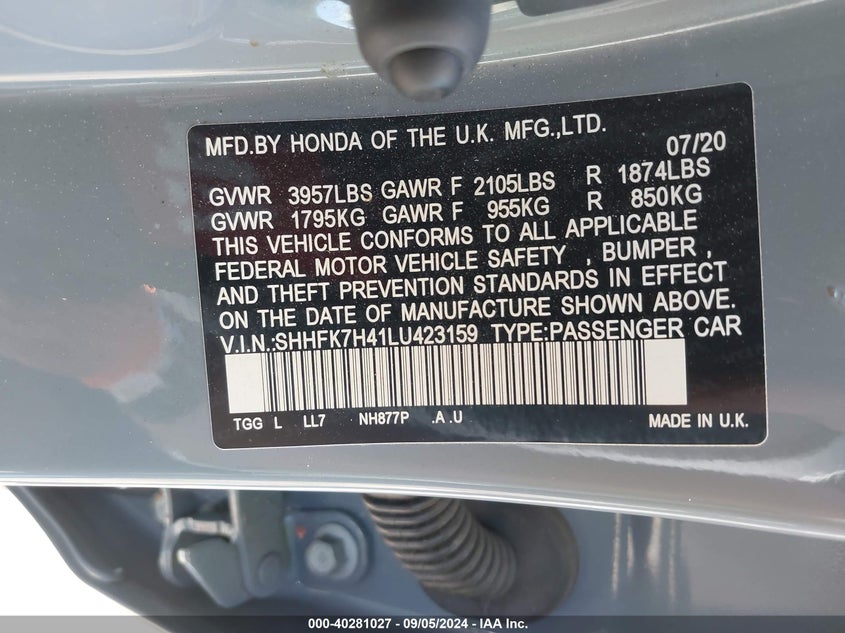 MFD.BY HONDA OF THE U.K. MFG.,LTD. 07/20
GVWR 3957LBS GAWR F 2105LBS R 1874LBS
GVWR 1795KG GAWR F 955KG R 850KG
THIS VEHICLE CONFORMS TO ALL APPLICABLE
FEDERAL MOTOR VEHICLE SAFETY , BUMPER ,
AND THEFT PREVENTION STANDARDS IN EFFECT
ON THE DATE OF MANUFACTURE SHOWN ABOVE.
V.I.N.:SHHFK7H41LU423159 TYPE:PASSENGER CAR
TGG L LL7 NH877P .A .U MADE IN U.K.
000-40281027 - 09/05/2024 - IAA Inc.